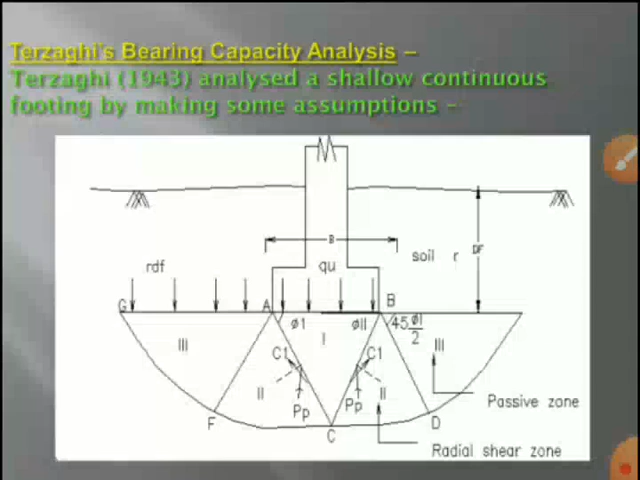 Terzaghi's Bearing Capacity Analysis –
Terzaghi (1943) analysed a shallow continuous
footing by making some assumptions –
B
soil r
DF
rdf
qu
G
A
B
ø1
øII
45 øI/2
III
I
III
C1
C1
II
II
Pp
Pp
Passive zone
F
D
C
Radial shear zone